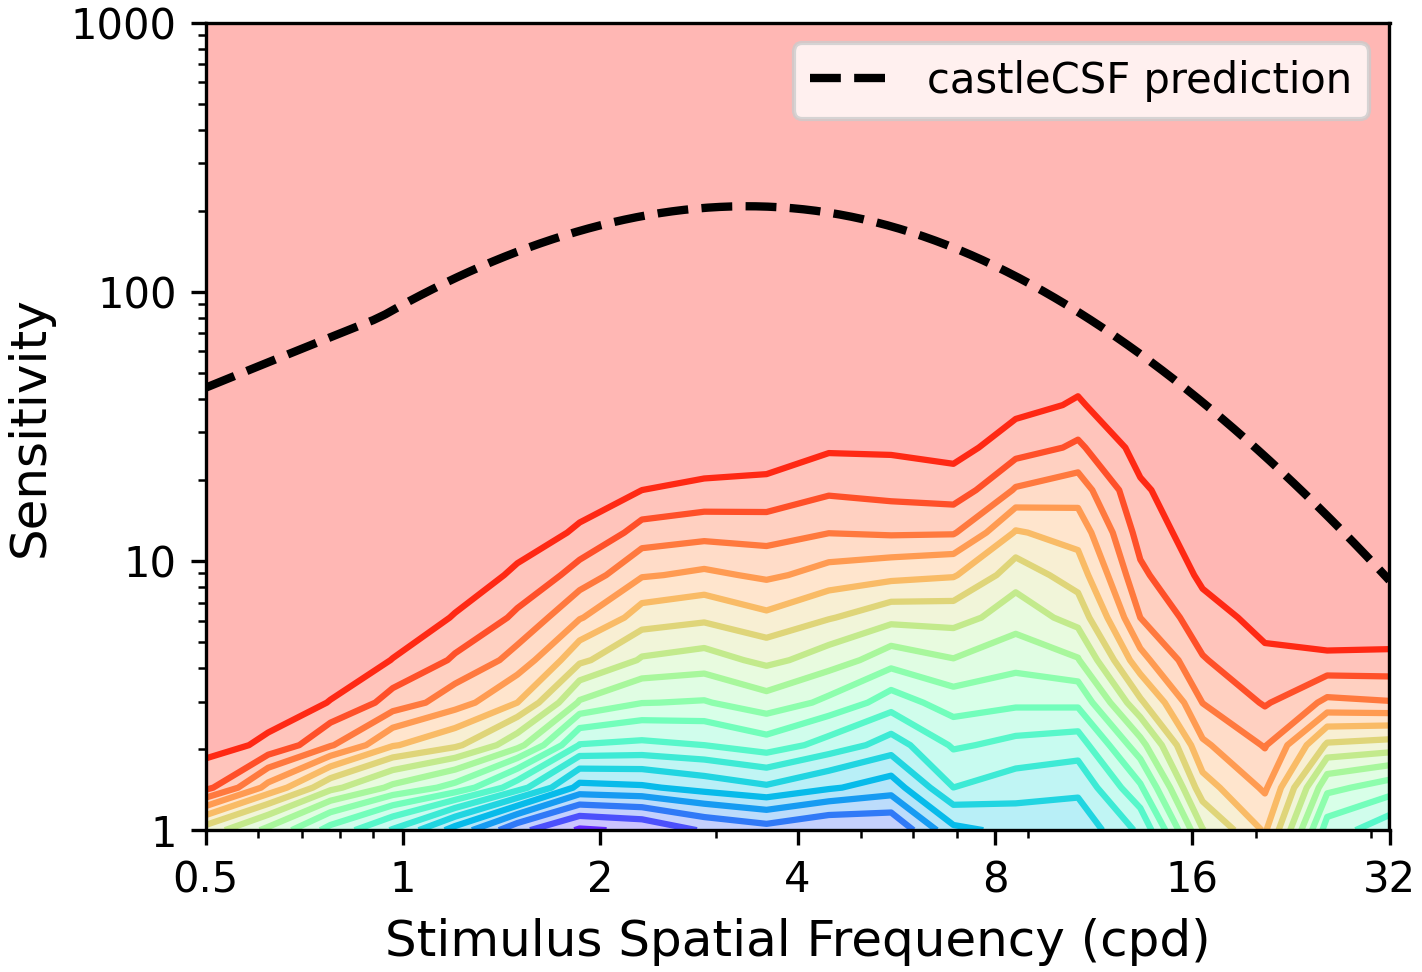 1000
castleCSF prediction
100
Sensitivity
10
1
0.5 1 2 4 8 16 32
Stimulus Spatial Frequency (cpd)